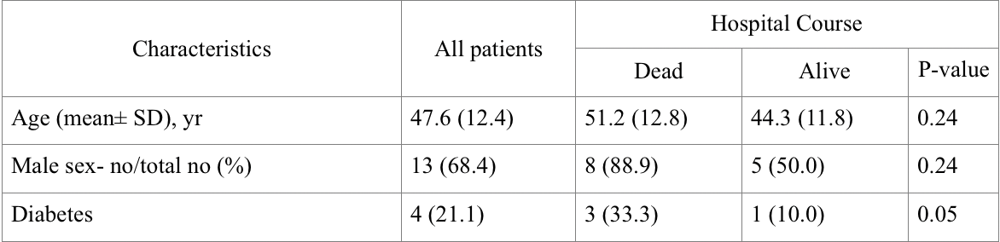 Characteristics All patients Hospital Course
Dead Alive P-value
Age (mean± SD), yr 47.6 (12.4) 51.2 (12.8) 44.3 (11.8) 0.24
Male sex- no/total no (%) 13 (68.4) 8 (88.9) 5 (50.0) 0.24
Diabetes 4 (21.1) 3 (33.3) 1 (10.0) 0.05